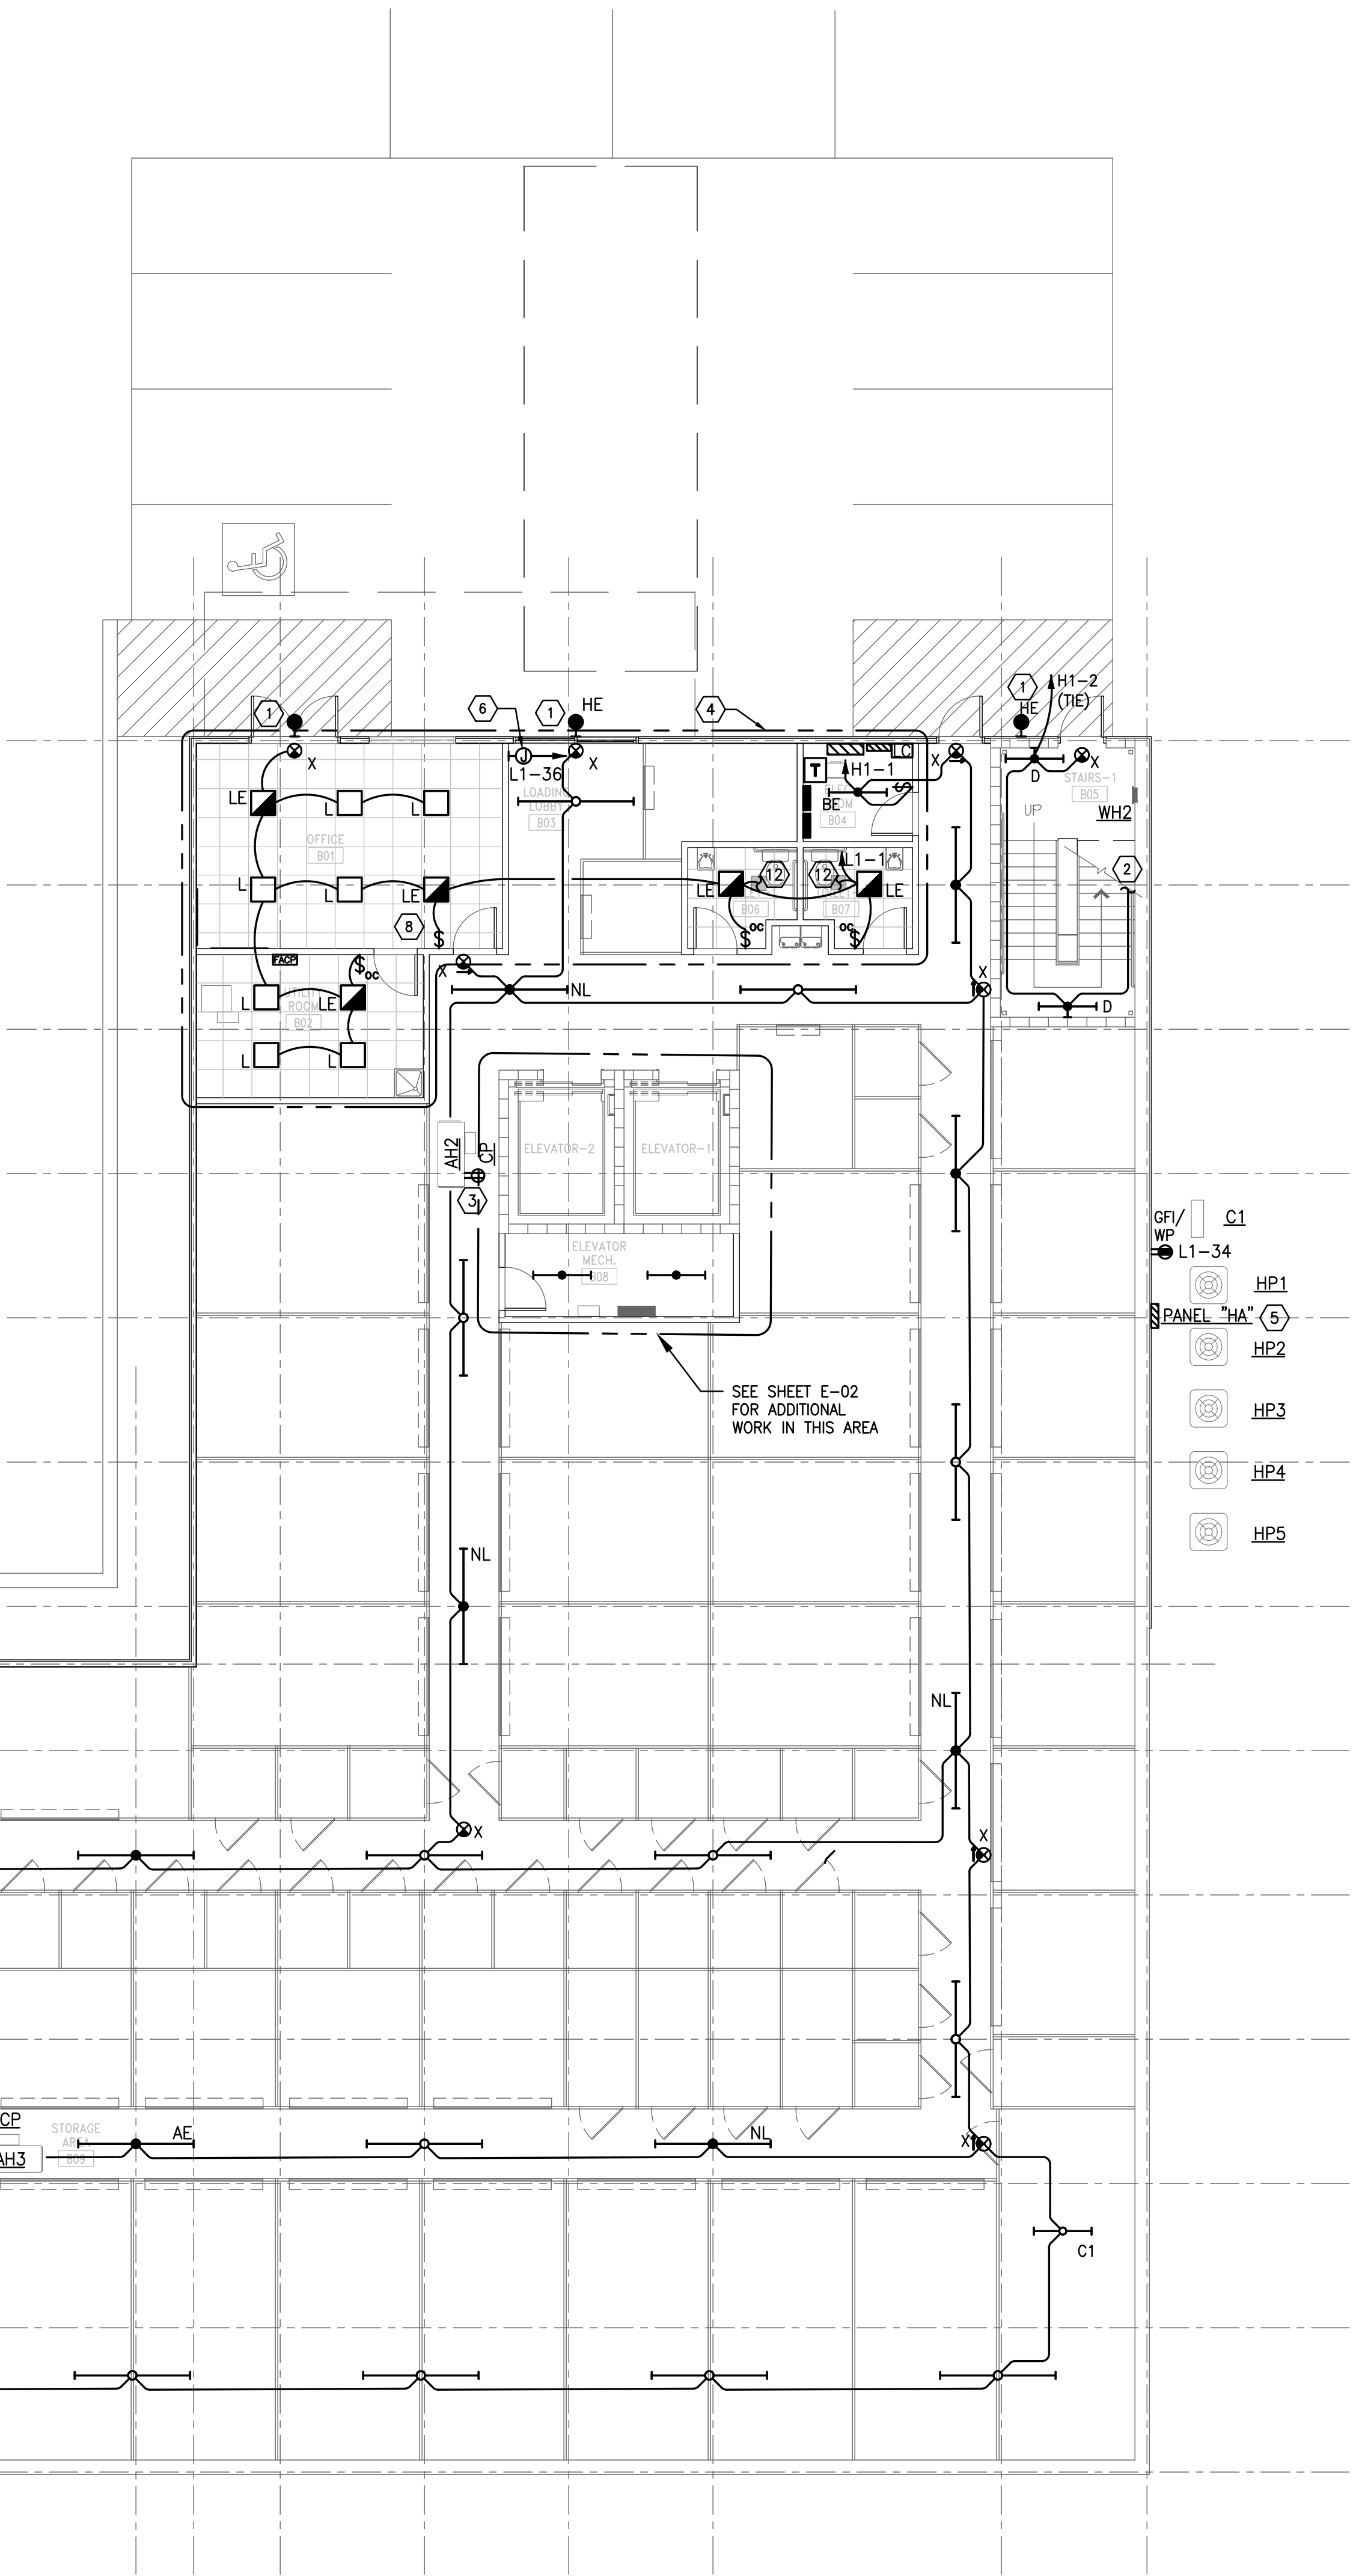 1
6
1
HE
4
1
HE
H1-2
(TIE)
X
J
L1-36
X
T
H1-1
LC
X
D
X
STAIRS-1
B05
WH2
LE
L
L
LOADING
LOBBY
B03
BE
B04
S
UP
OFFICE
B01
L1-1
2
L
L
LE
LE
12
12
LE
B06
B07
8
$
$
OC
OC
$
FACP
$
OC
X
X
L
UTILITY
ROOM
B02
LE
NL
D
L
L
AH2
CP
ELEVATOR-2
ELEVATOR-1
3
GFI/
WP
C1
L1-34
ELEVATOR
MECH.
B08
HP1
PANEL "HA"
5
HP2
SEE SHEET E-02
FOR ADDITIONAL
WORK IN THIS AREA
HP3
HP4
HP5
NL
NL
X
X
CP
STORAGE
AREA
B09
AE
NL
X
AH3
C1